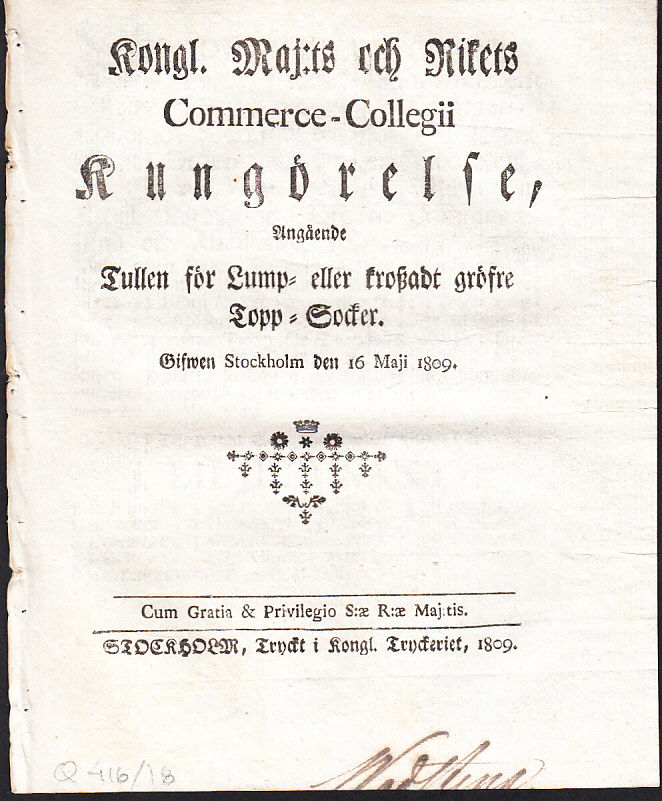 Kongl. Maj:ts och Rikets
Commerce-Collegii
Kungörelse,
Angående
Tullen för Lump- eller kroßadt gröfre
Topp-Socker.
Gifwen Stockholm den 16 Maji 1809.
Cum Gratia & Privilegio S:æ R:æ Maj:tis.
STOCKHOLM, Tryckt i Kongl. Tryckeriet, 1809.
Q 416/18